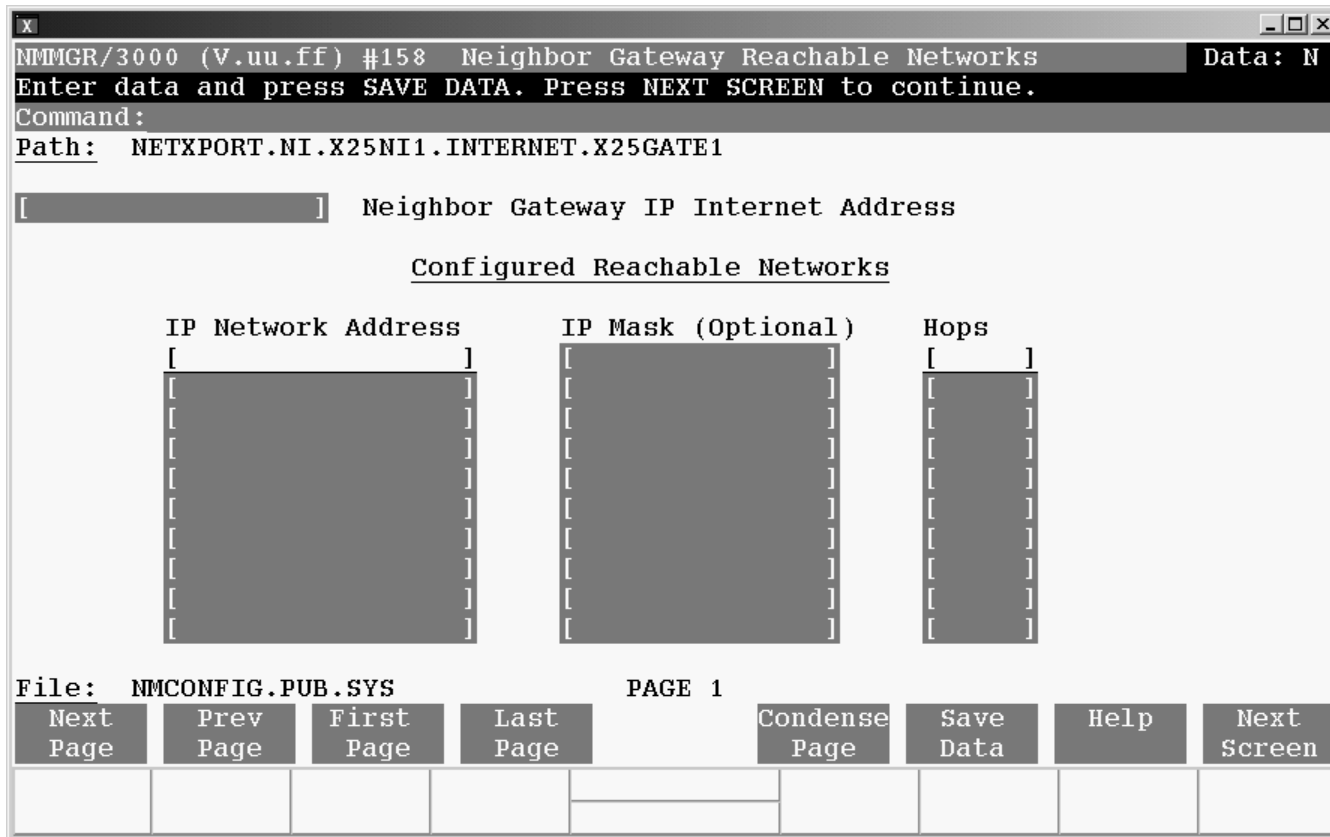 X
NMMGR/3000 (V.uu.ff) #158 Neighbor Gateway Reachable Networks Data: N
Enter data and press SAVE DATA. Press NEXT SCREEN to continue.
Command:
Path: NETXPORT.NI.X25NI1.INTERNET.X25GATE1
[ ] Neighbor Gateway IP Internet Address
Configured Reachable Networks
IP Network Address IP Mask (Optional) Hops
[ ] [ ] [ ]
[ ] [ ] [ ]
[ ] [ ] [ ]
[ ] [ ] [ ]
[ ] [ ] [ ]
[ ] [ ] [ ]
[ ] [ ] [ ]
[ ] [ ] [ ]
[ ] [ ] [ ]
[ ] [ ] [ ]
File: NMCONFIG.PUB.SYS PAGE 1
Next Prev First Last Condense Save Help Next
Page Page Page Page Page Data Screen